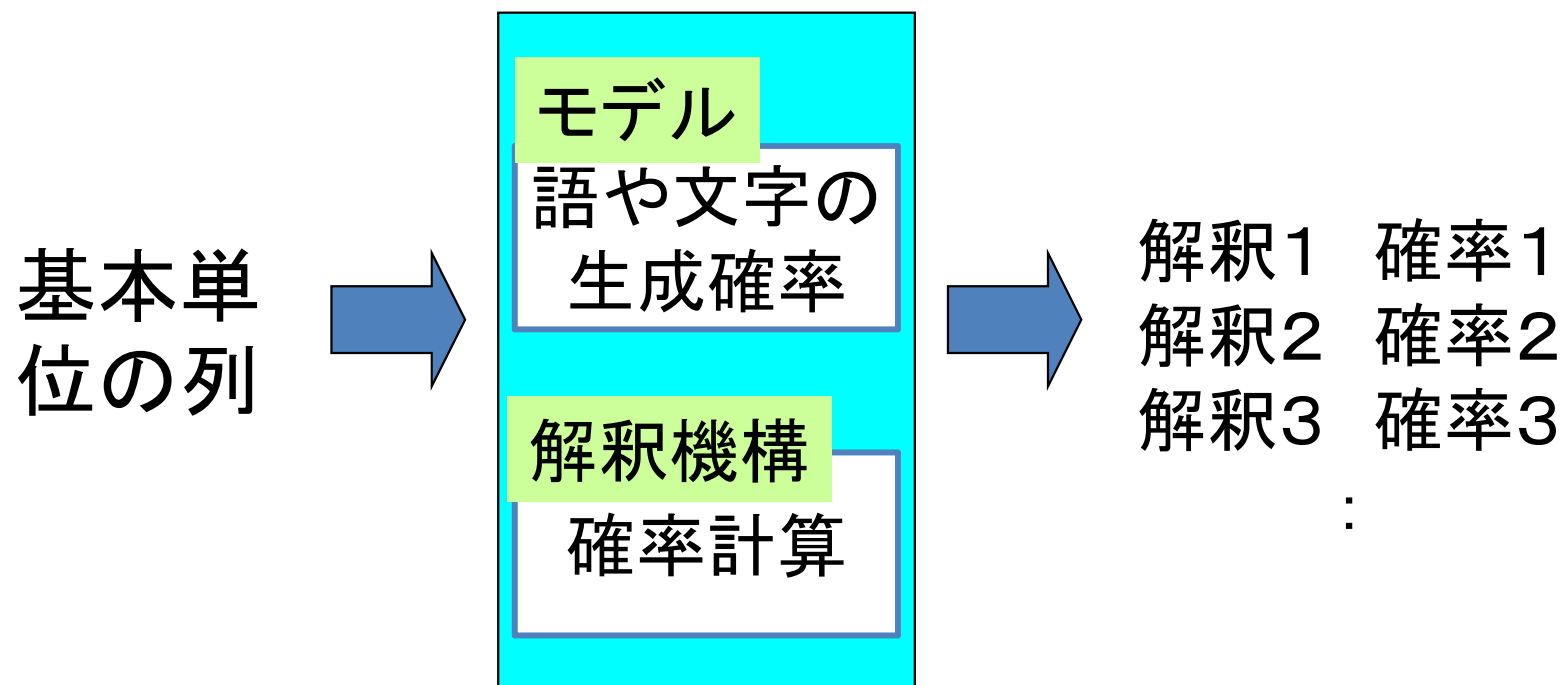 基本単
位の列
モデル
語や文字の
生成確率
解釈機構
確率計算
解釈1　確率1
解釈2　確率2
解釈3　確率3
：